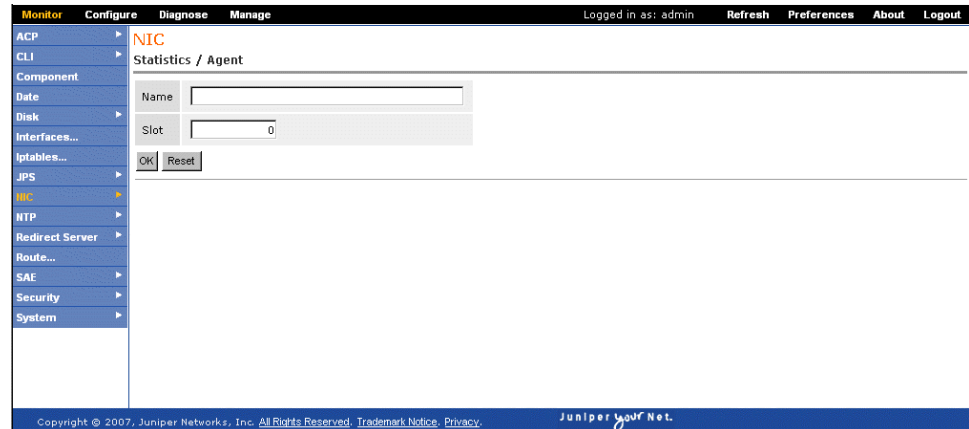 Monitor Configure Diagnose Manage Logged in as: admin Refresh Preferences About Logout
ACP
CLI
Component
Date
Disk
Interfaces...
Iptables...
JPS
NIC
NTP
Redirect Server
Route...
SAE
Security
System
NIC
Statistics / Agent
Name
Slot 0
OK Reset
Copyright © 2007, Juniper Networks, Inc. All Rights Reserved. Trademark Notice. Privacy.
Juniper your Net.